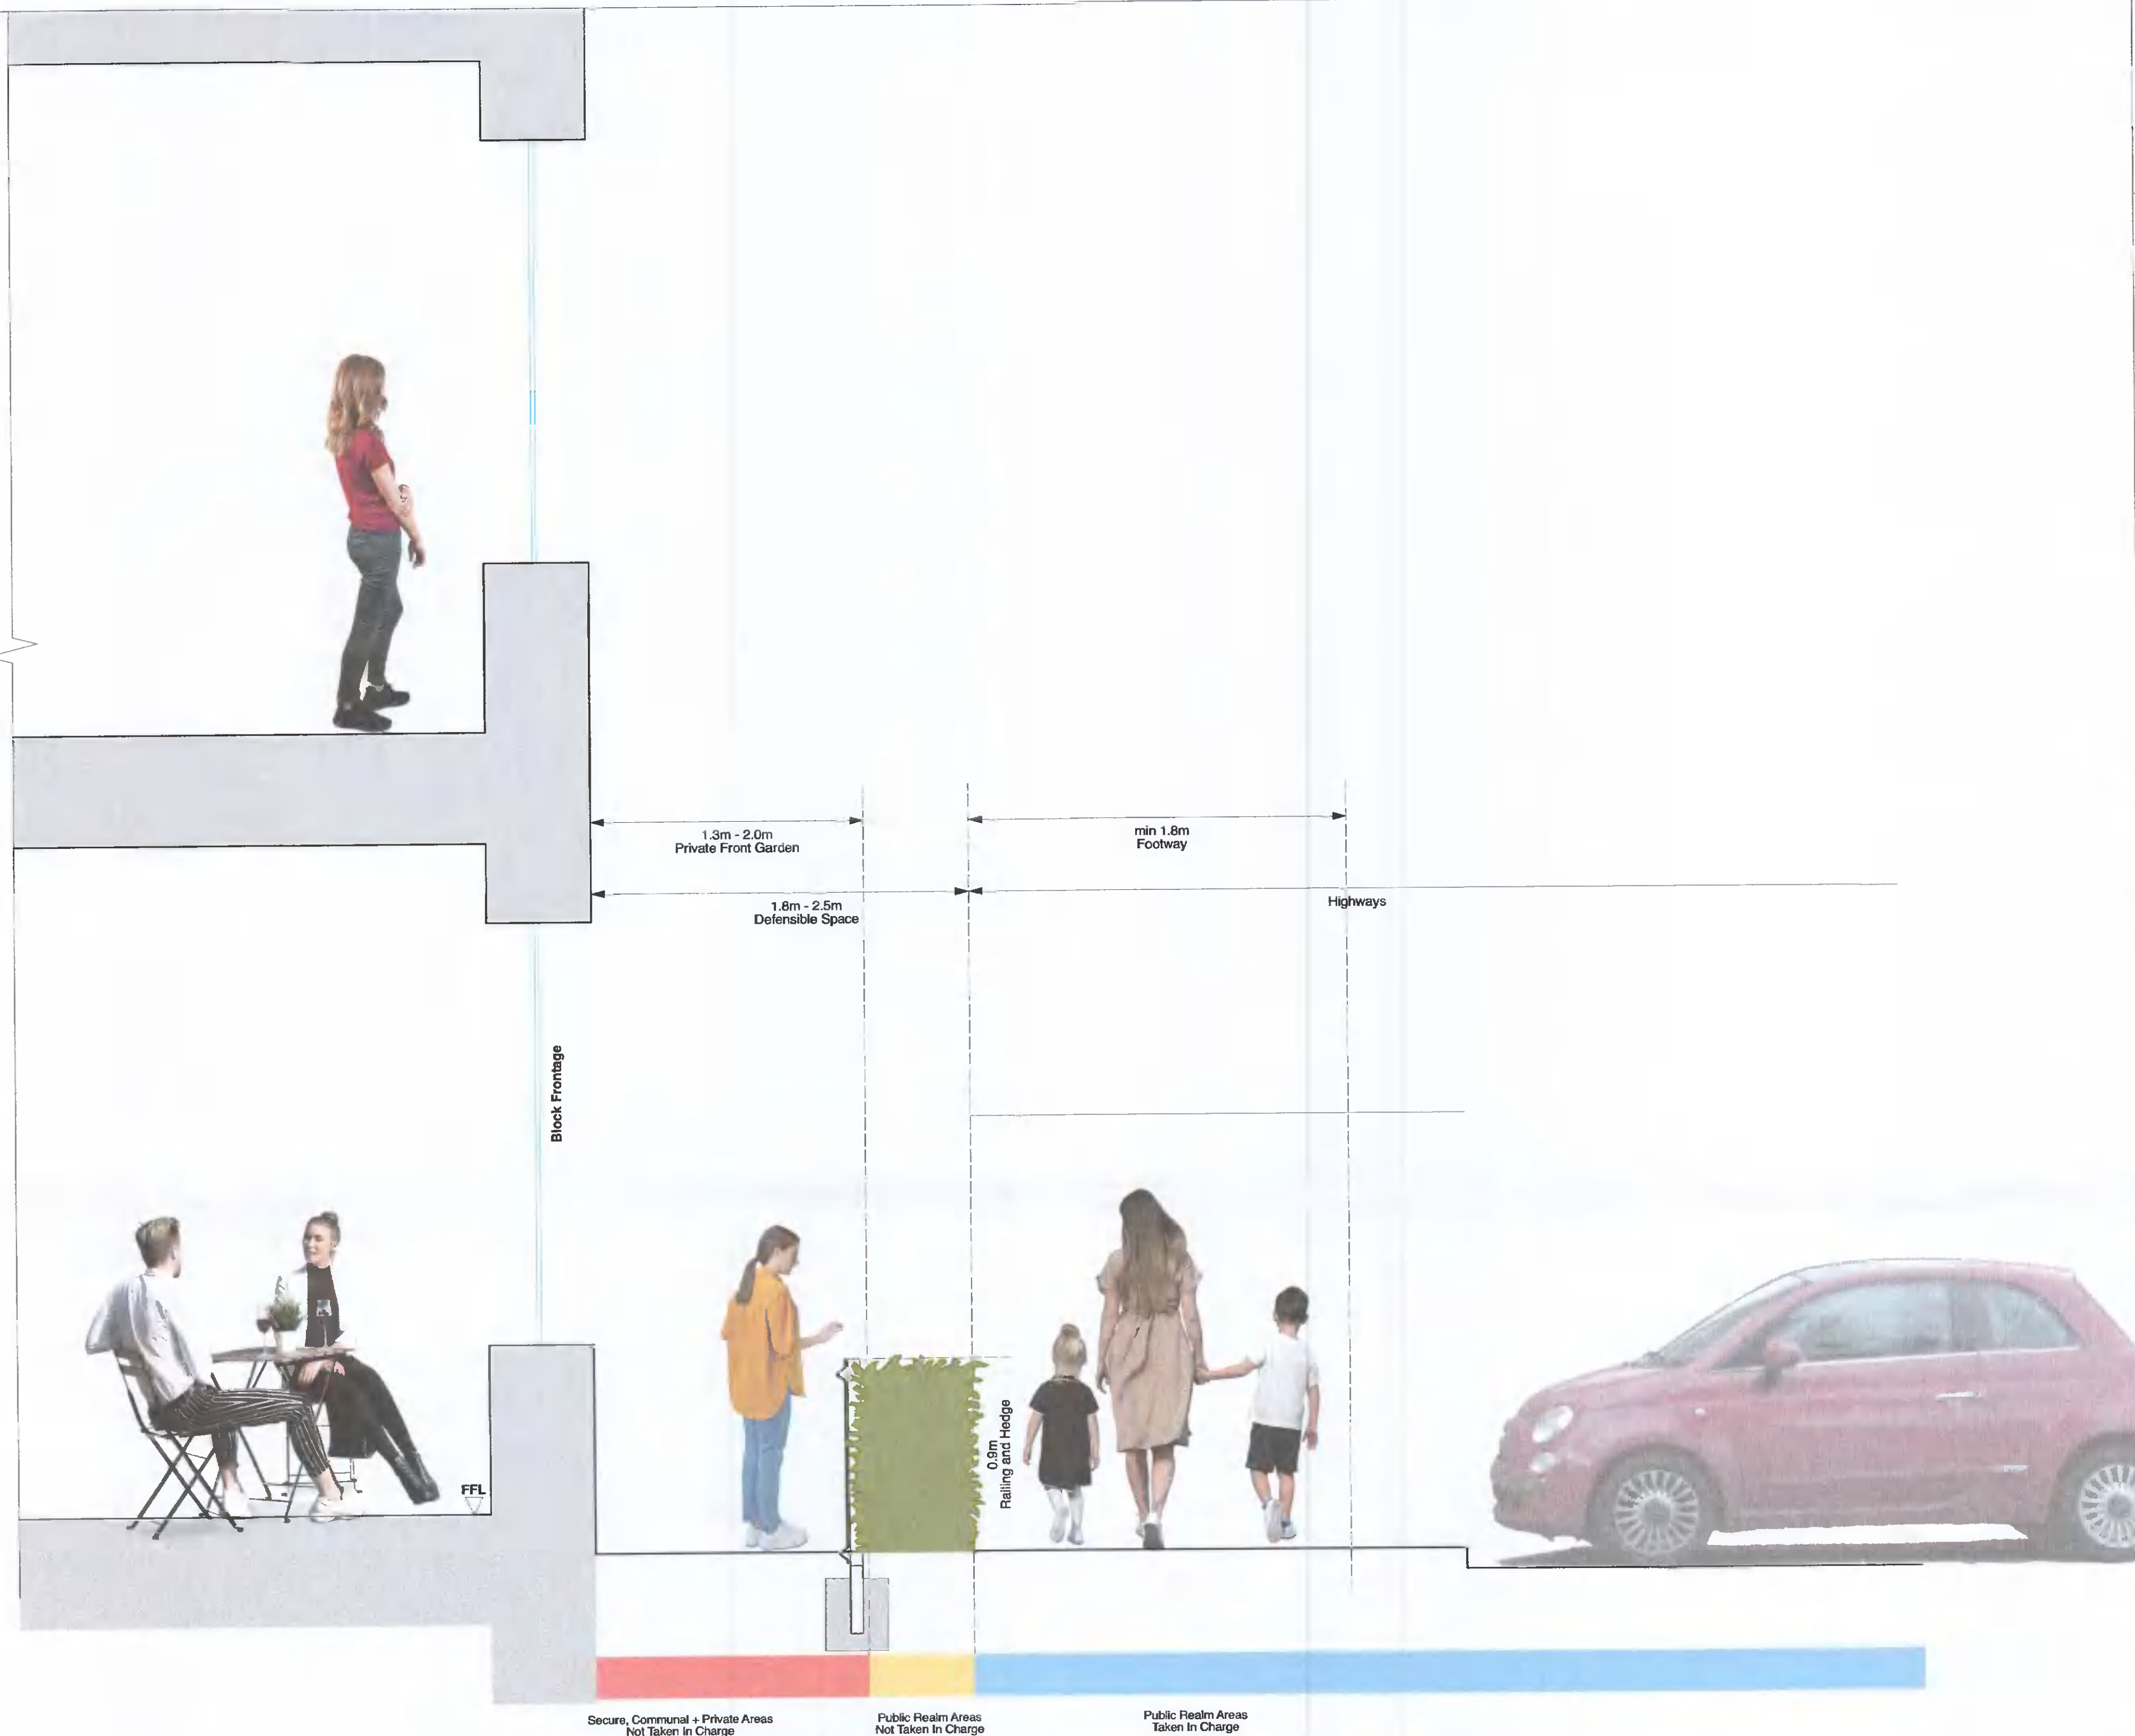 1.3m - 2.0m
Private Front Garden
min 1.8m
Footway
1.8m - 2.5m
Defensible Space
Highways
Block Frontage
FFL
0.9m
Railing and Hedge
Secure, Communal + Private Areas
Not Taken In Charge
Public Realm Areas
Not Taken In Charge
Public Realm Areas
Taken In Charge